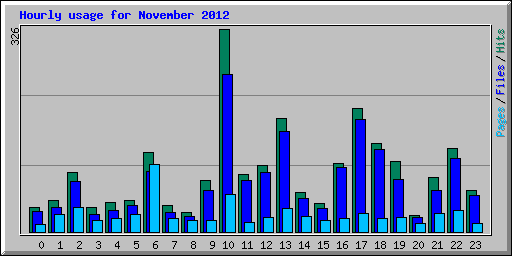 Hourly usage for November 2012
326
Pages/Files/Hits
0 1 2 3 4 5 6 7 8 9 10 11 12 13 14 15 16 17 18 19 20 21 22 23